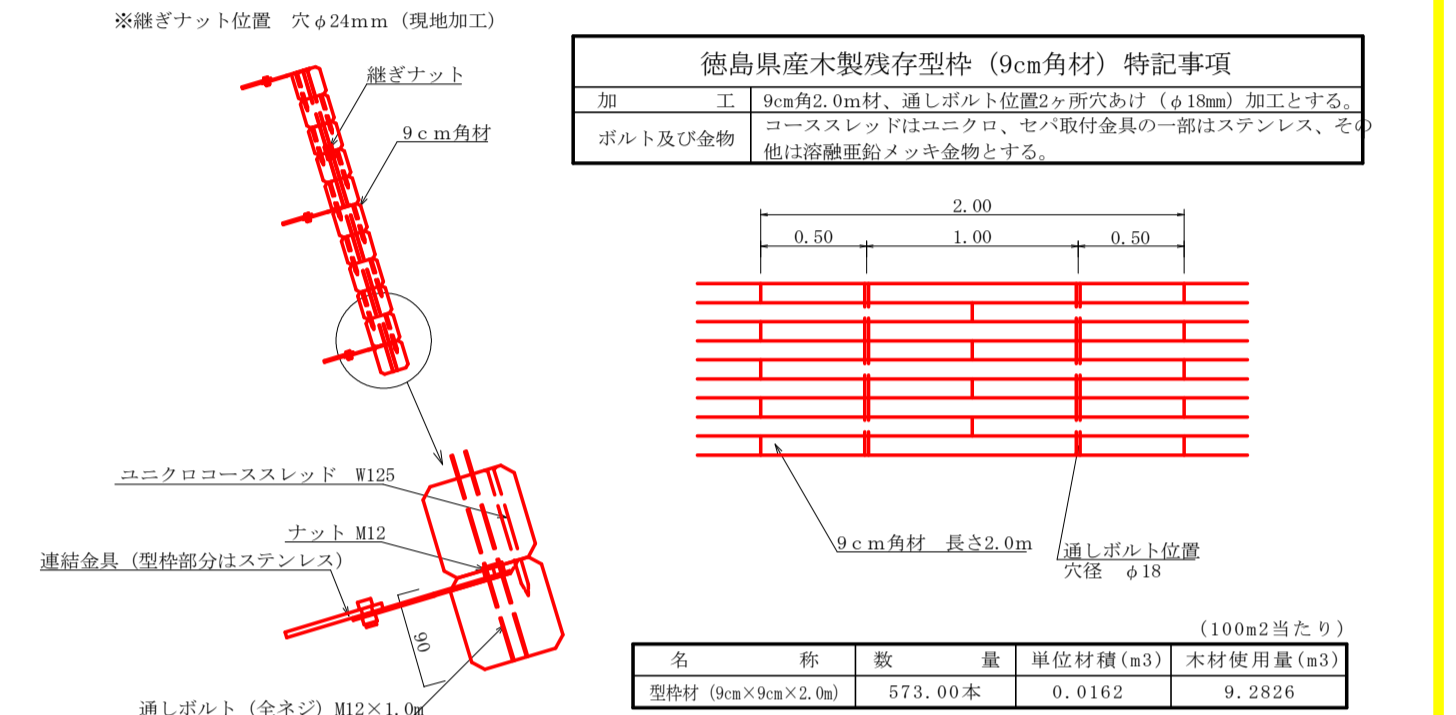 ※継ぎナット位置　穴φ24mm（現地加工）
継ぎナット
9ｃｍ角材
徳島県産木製残存型枠（9cm角材）特記事項
加　工　9cm角2.0m材、通しボルト位置2ヶ所穴あけ（φ18mm）加工とする。
ボルト及び金物　コーススレッドはユニクロ、セパ取付金具の一部はステンレス、その
他は溶融亜鉛メッキ金物とする。
2.00
0.50　1.00　0.50
9ｃｍ角材　長さ2.0m
通しボルト位置
穴径　φ18
ユニクロコーススレッド　W125
ナット M12
連結金具（型枠部分はステンレス）
90
通しボルト（全ネジ）M12×1.0m
(100m2当たり)
名　称　数　量　単位材積(m3)　木材使用量(m3)
型枠材（9cm×9cm×2.0m）　573.00本　0.0162　9.2826